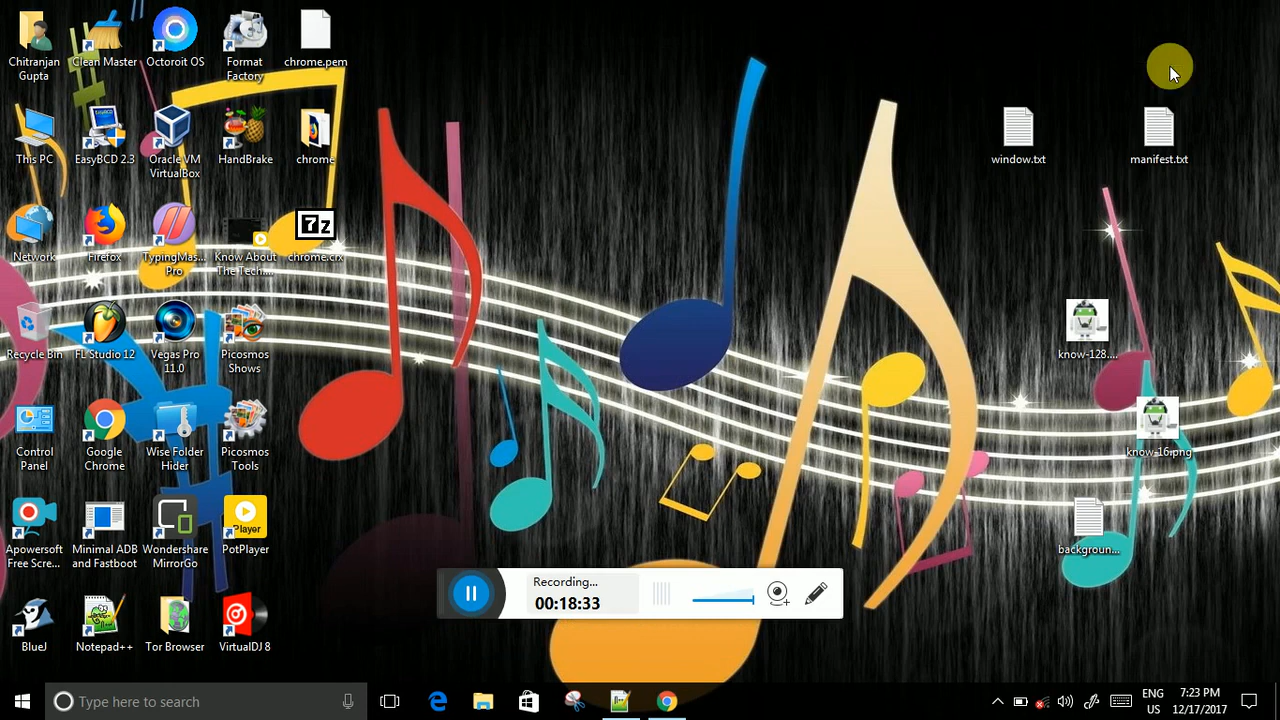 Chitranjan
Gupta
Clean Master
Octoroit OS
Format
Factory
chrome.pem
This PC
EasyBCD 2.3
Oracle VM
VirtualBox
HandBrake
chrome
window.txt
manifest.txt
Network
Firefox
TypingMas...
Pro
Know About
The Tech....
7z
chrome.crx
Recycle Bin
FL Studio 12
Vegas Pro
11.0
Picosmos
Shows
know-128....
Control
Panel
Google
Chrome
Wise Folder
Hider
Picosmos
Tools
know-16.png
Apowersoft
Free Scre...
Minimal ADB
and Fastboot
Wondershare
MirrorGo
Player
PotPlayer
backgroun...
BlueJ
Notepad++
Tor Browser
VirtualDJ 8
Recording...
00:18:33
Type here to search
ENG
US
7:23 PM
12/17/2017